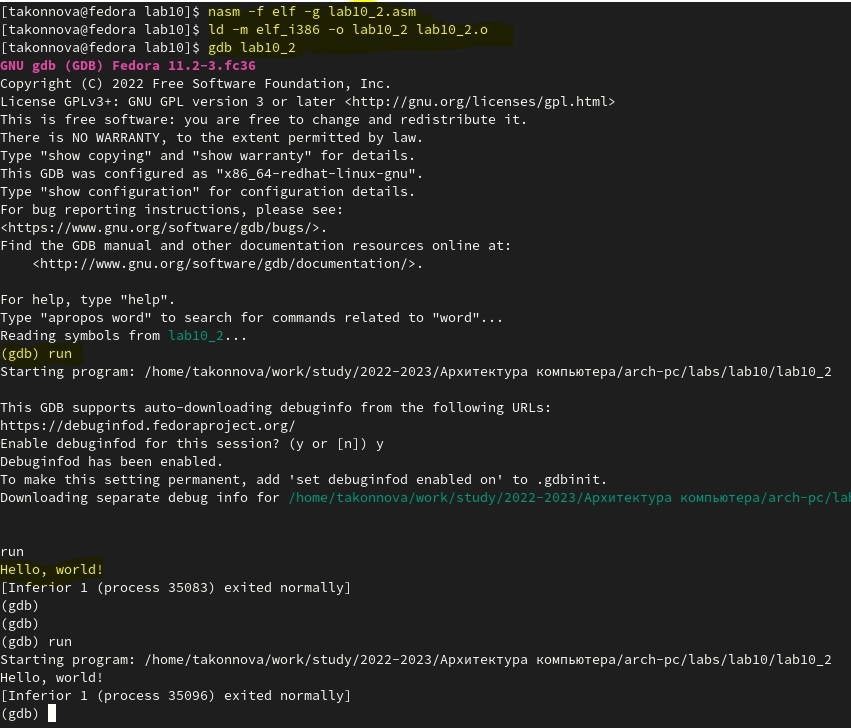 [takonnova@fedora lab10]$ nasm -f elf -g lab10_2.asm
[takonnova@fedora lab10]$ ld -m elf_i386 -o lab10_2 lab10_2.o
[takonnova@fedora lab10]$ gdb lab10_2
GNU gdb (GDB) Fedora 11.2-3.fc36
Copyright (C) 2022 Free Software Foundation, Inc.
License GPLv3+: GNU GPL version 3 or later <http://gnu.org/licenses/gpl.html>
This is free software: you are free to change and redistribute it.
There is NO WARRANTY, to the extent permitted by law.
Type "show copying" and "show warranty" for details.
This GDB was configured as "x86_64-redhat-linux-gnu".
Type "show configuration" for configuration details.
For bug reporting instructions, please see:
<https://www.gnu.org/software/gdb/bugs/>.
Find the GDB manual and other documentation resources online at:
    <http://www.gnu.org/software/gdb/documentation/>.
For help, type "help".
Type "apropos word" to search for commands related to "word"...
Reading symbols from lab10_2...
(gdb) run
Starting program: /home/takonnova/work/study/2022-2023/Архитектура компьютера/arch-pc/labs/lab10/lab10_2
This GDB supports auto-downloading debuginfo from the following URLs:
https://debuginfod.fedoraproject.org/
Enable debuginfod for this session? (y or [n]) y
Debuginfod has been enabled.
To make this setting permanent, add 'set debuginfod enabled on' to .gdbinit.
Downloading separate debug info for /home/takonnova/work/study/2022-2023/Архитектура компьютера/arch-pc/lab
run
Hello, world!
[Inferior 1 (process 35083) exited normally]
(gdb)
(gdb)
(gdb) run
Starting program: /home/takonnova/work/study/2022-2023/Архитектура компьютера/arch-pc/labs/lab10/lab10_2
Hello, world!
[Inferior 1 (process 35096) exited normally]
(gdb)